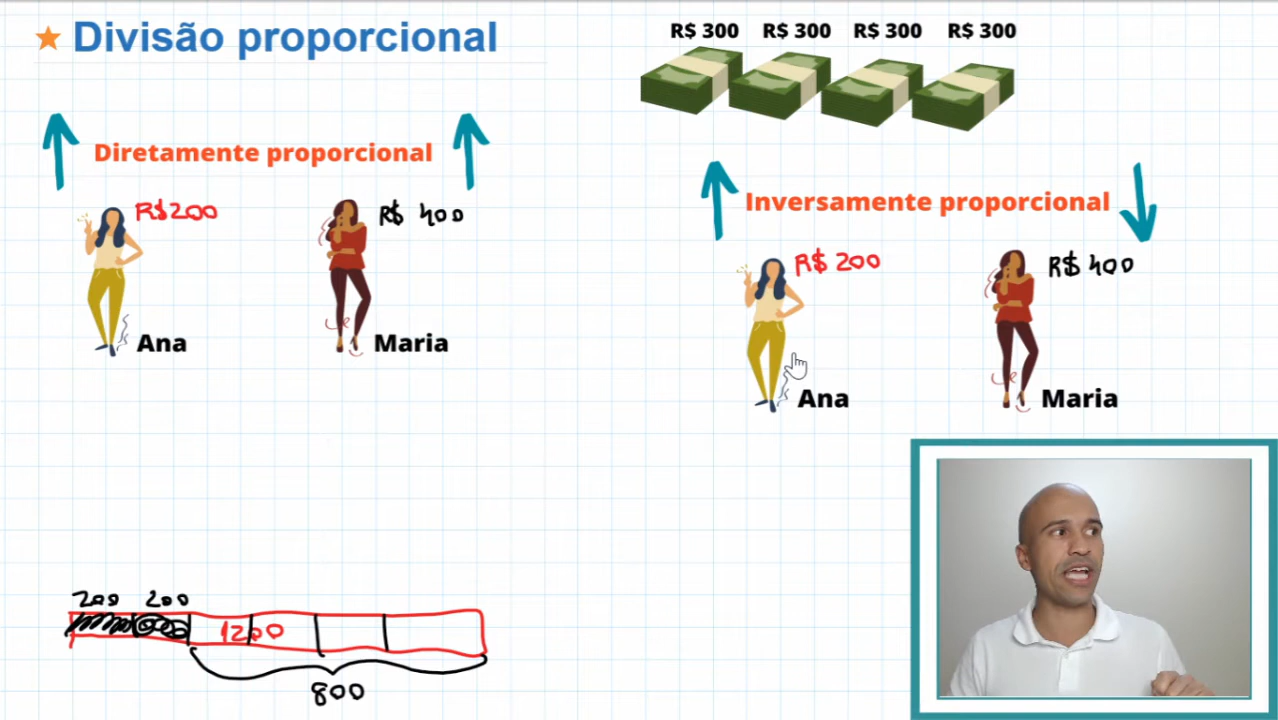 Divisão proporcional
R$ 300 R$ 300 R$ 300 R$ 300
Diretamente proporcional
R$200
R$ 400
Ana
Maria
Inversamente proporcional
R$ 200
R$ 400
Ana
Maria
200 200
1200
800